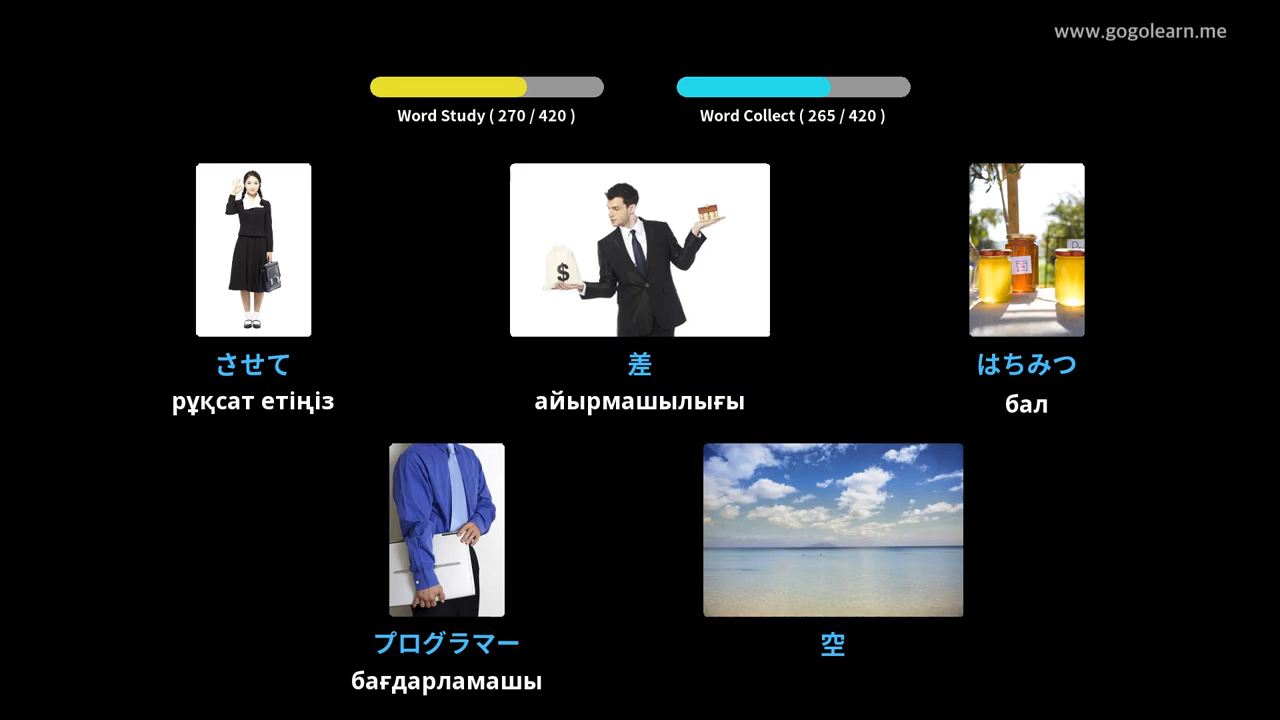 www.gogolearn.me
Word Study ( 270 / 420 )
Word Collect ( 265 / 420 )
$
させて
рұқсат етіңіз
差
айырмашылығы
はちみつ
бал
プログラマー
бағдарламашы
空